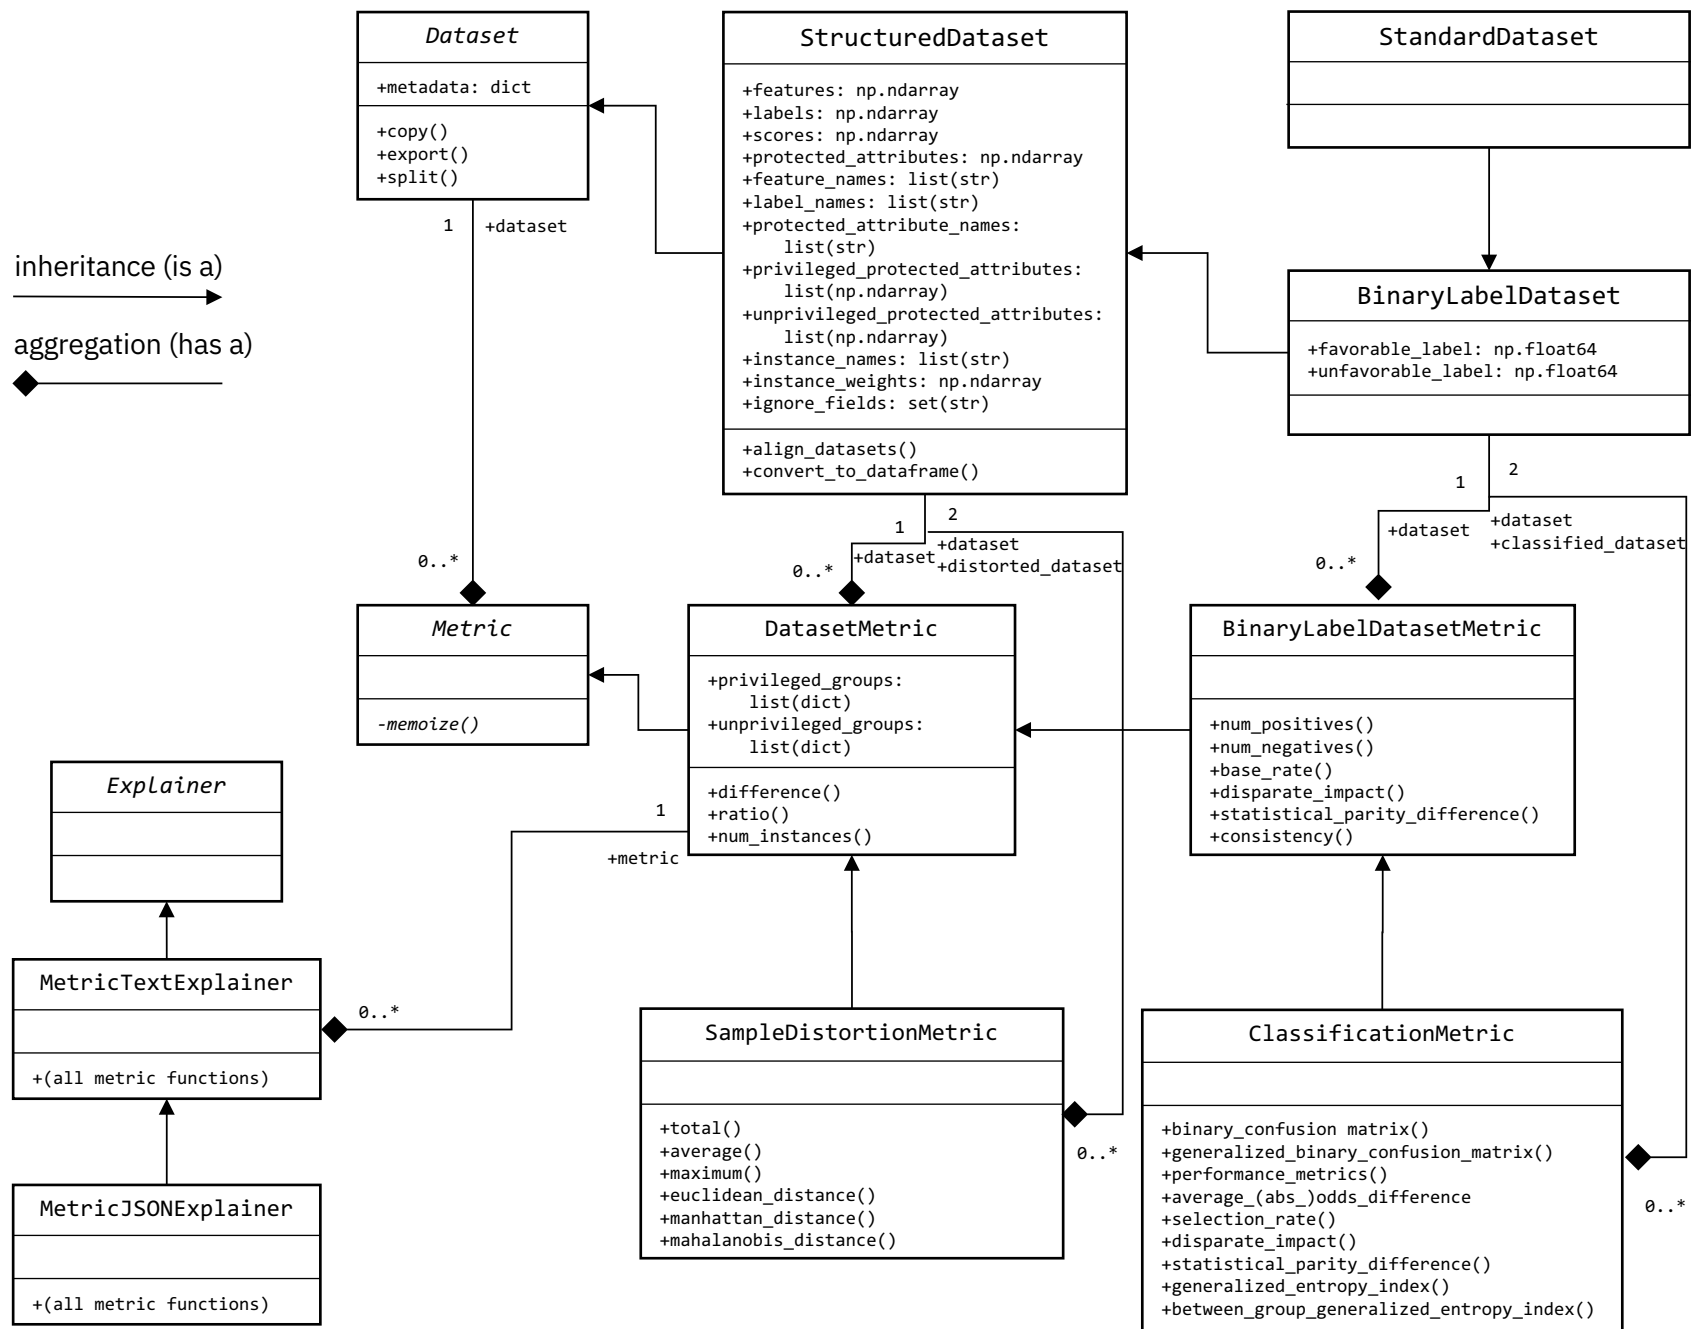 Dataset
+metadata: dict
+copy()
+export()
+split()
1
+dataset
StructuredDataset
+features: np.ndarray
+labels: np.ndarray
+scores: np.ndarray
+protected_attributes: np.ndarray
+feature_names: list(str)
+label_names: list(str)
+protected_attribute_names:
list(str)
+privileged_protected_attributes:
list(np.ndarray)
+unprivileged_protected_attributes:
list(np.ndarray)
+instance_names: list(str)
+instance_weights: np.ndarray
+ignore_fields: set(str)
+align_datasets()
+convert_to_dataframe()
StandardDataset
BinaryLabelDataset
+favorable_label: np.float64
+unfavorable_label: np.float64
inheritance (is a)
aggregation (has a)
0..*
1
2
+dataset
+dataset
+distorted_dataset
0..*
1
2
+dataset
+dataset
+classified_dataset
0..*
Metric
-memoize()
DatasetMetric
+privileged_groups:
list(dict)
+unprivileged_groups:
list(dict)
+difference()
+ratio()
+num_instances()
BinaryLabelDatasetMetric
+num_positives()
+num_negatives()
+base_rate()
+disparate_impact()
+statistical_parity_difference()
+consistency()
Explainer
1
+metric
MetricTextExplainer
+(all metric functions)
0..*
MetricJSONExplainer
+(all metric functions)
SampleDistortionMetric
+total()
+average()
+maximum()
+euclidean_distance()
+manhattan_distance()
+mahalanobis_distance()
0..*
ClassificationMetric
+binary_confusion matrix()
+generalized_binary_confusion_matrix()
+performance_metrics()
+average_(abs_)odds_difference
+selection_rate()
+disparate_impact()
+statistical_parity_difference()
+generalized_entropy_index()
+between_group_generalized_entropy_index()
0..*